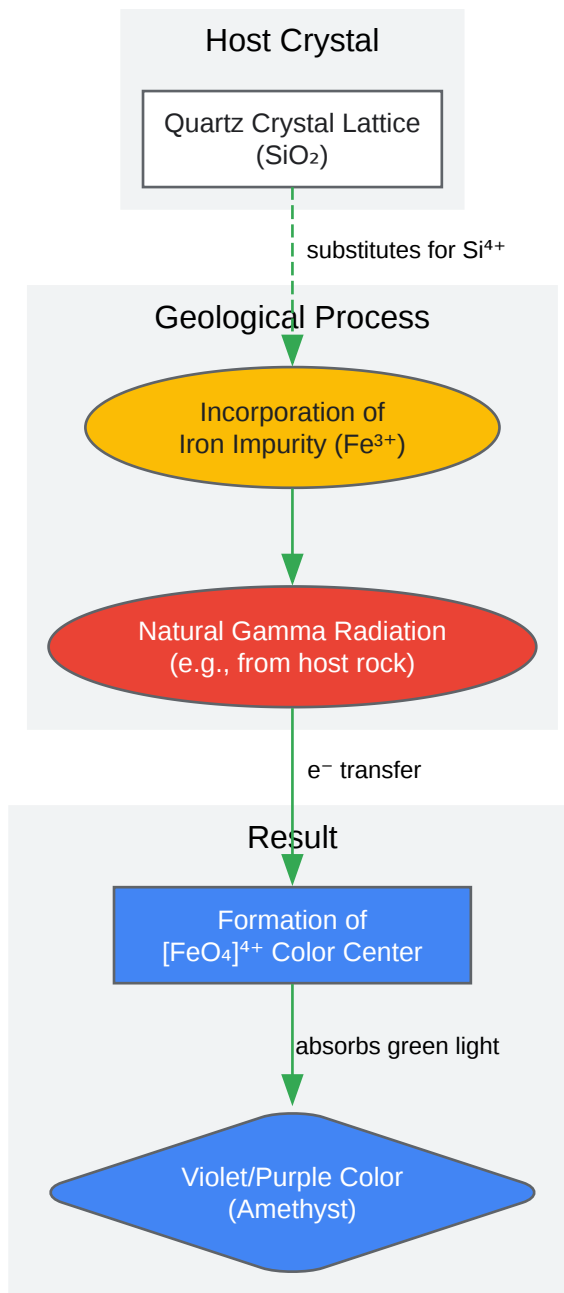 Host Crystal
Quartz Crystal Lattice
(SiO₂)
substitutes for Si⁴⁺
Geological Process
Incorporation of
Iron Impurity (Fe³⁺)
Natural Gamma Radiation
(e.g., from host rock)
e⁻ transfer
Result
Formation of
[FeO₄]⁴⁺ Color Center
absorbs green light
Violet/Purple Color
(Amethyst)